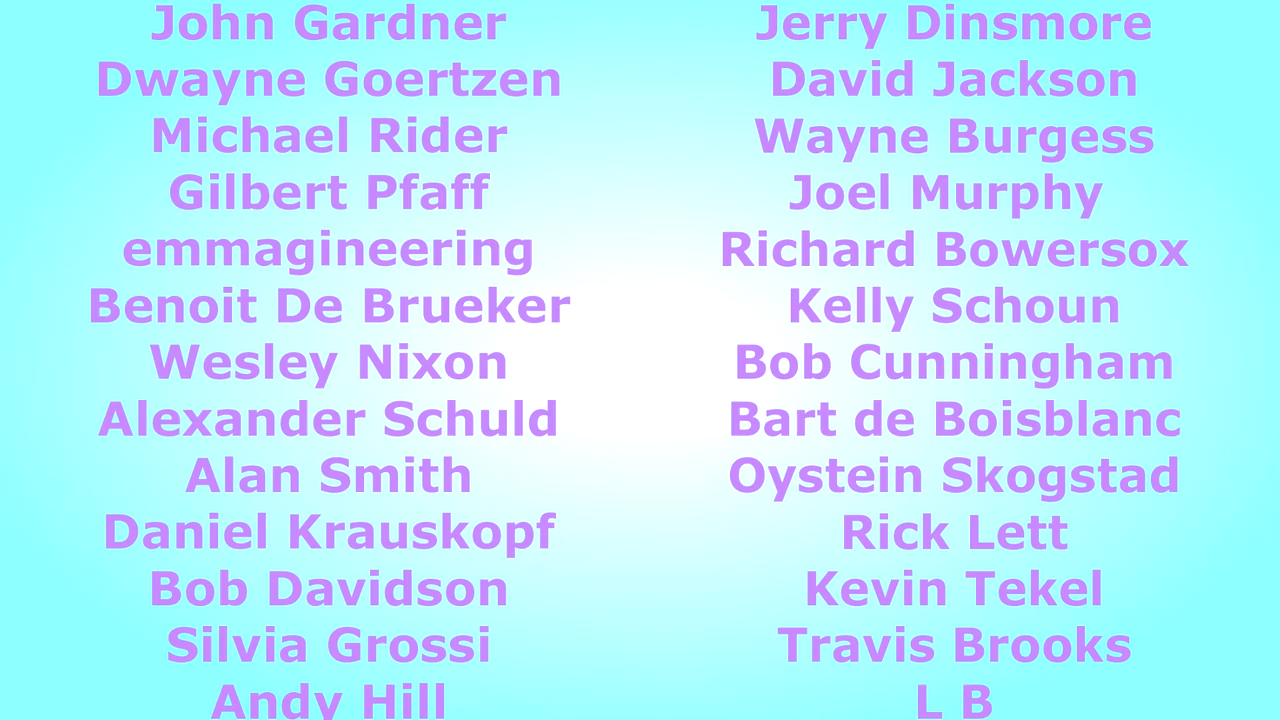 John Gardner
Dwayne Goertzen
Michael Rider
Gilbert Pfaff
emmagineering
Benoit De Brueker
Wesley Nixon
Alexander Schuld
Alan Smith
Daniel Krauskopf
Bob Davidson
Silvia Grossi
Andy Hill
Jerry Dinsmore
David Jackson
Wayne Burgess
Joel Murphy
Richard Bowersox
Kelly Schoun
Bob Cunningham
Bart de Boisblanc
Oystein Skogstad
Rick Lett
Kevin Tekel
Travis Brooks
L B